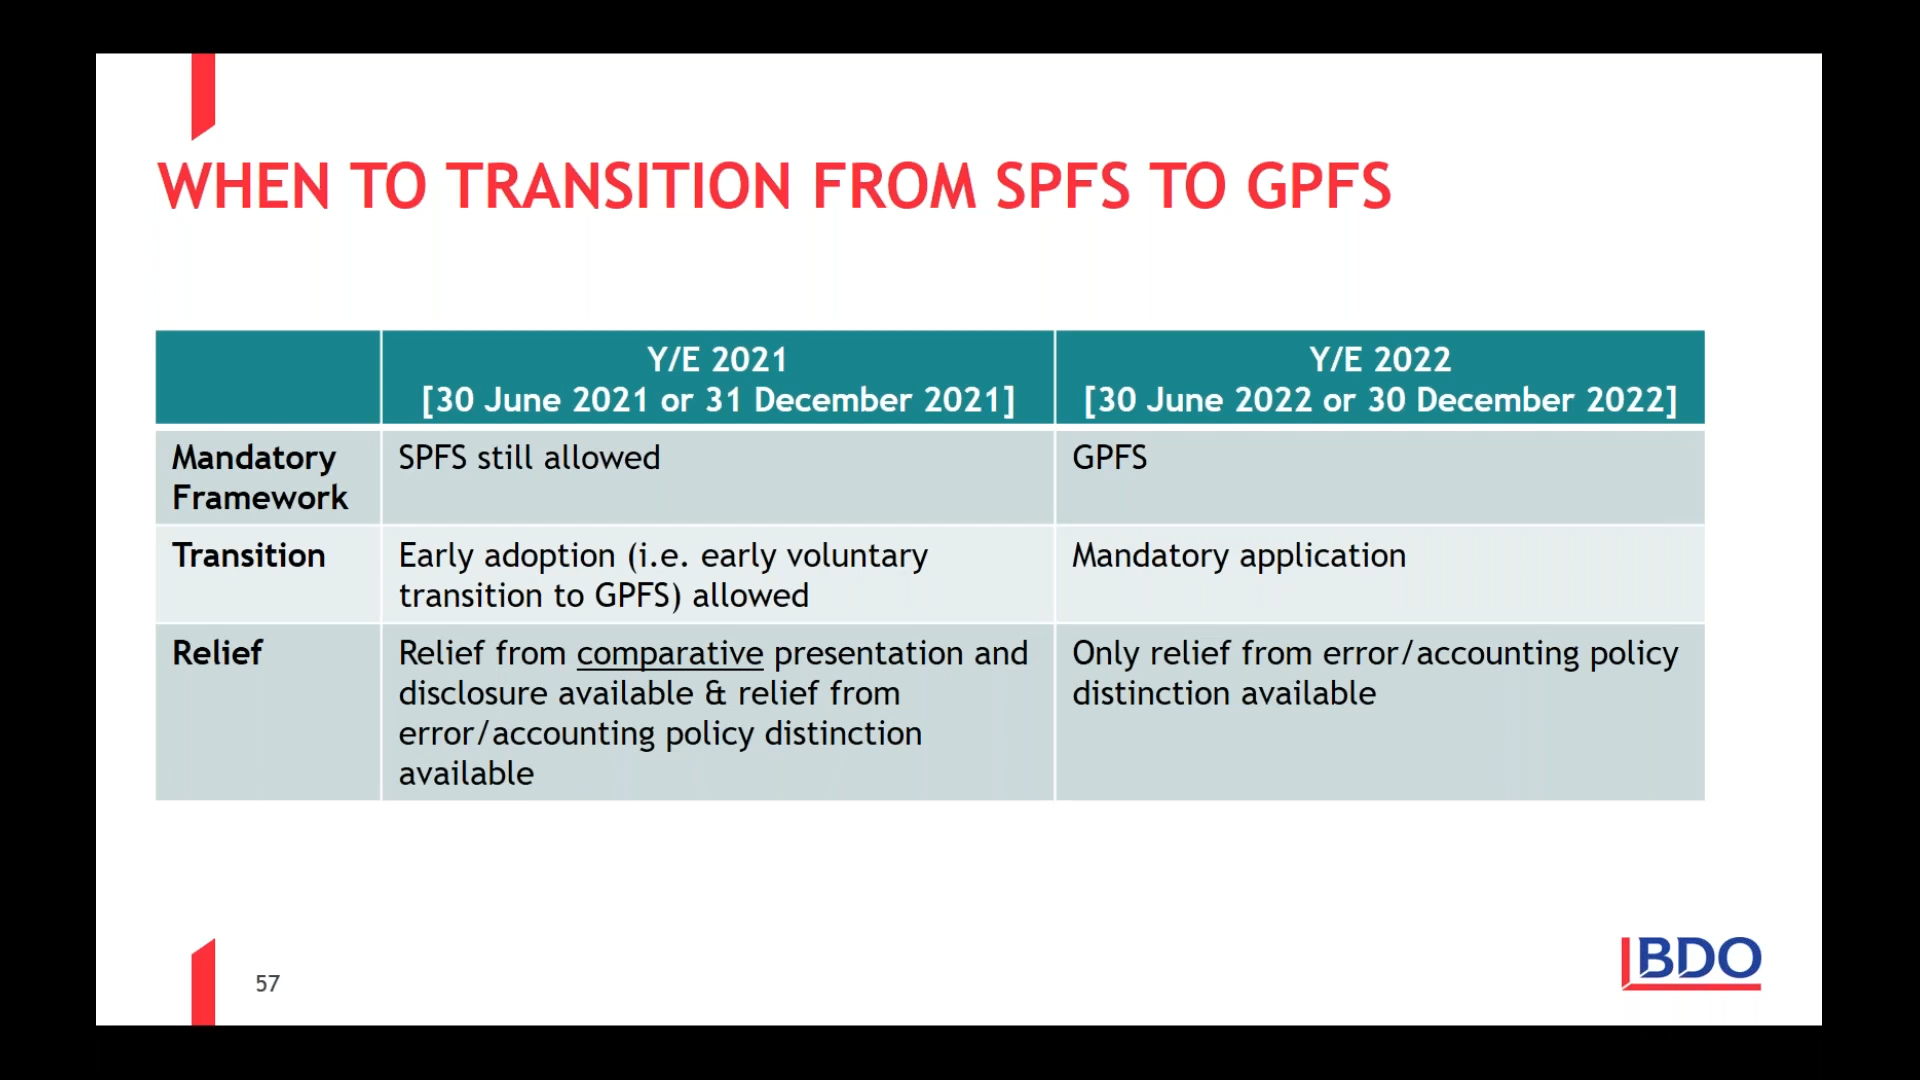 WHEN TO TRANSITION FROM SPFS TO GPFS
Y/E 2021
[30 June 2021 or 31 December 2021]
Y/E 2022
[30 June 2022 or 30 December 2022]
Mandatory
Framework
SPFS still allowed
GPFS
Transition
Early adoption (i.e. early voluntary
transition to GPFS) allowed
Mandatory application
Relief
Relief from comparative presentation and
disclosure available & relief from
error/accounting policy distinction
available
Only relief from error/accounting policy
distinction available
57
BDO